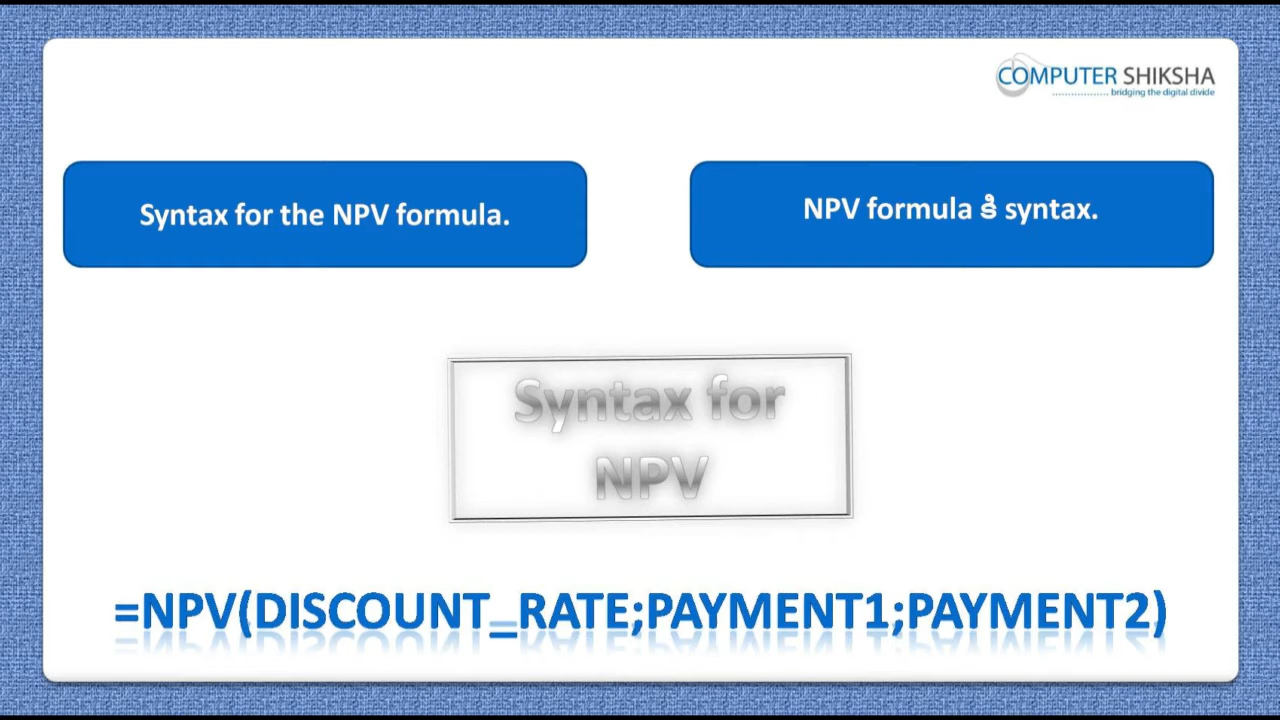 COMPUTER SHIKSHA
bridging the digital divide
Syntax for the NPV formula.
NPV formula కి syntax.
Syntax for
NPV
=NPV(DISCOUNT_RATE;PAYMENT1;PAYMENT2)